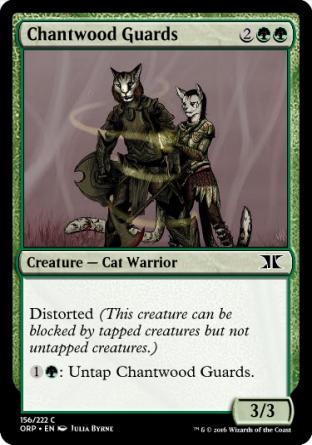 Chantwood Guards 2
Creature — Cat Warrior
Distorted (This creature can be
blocked by tapped creatures but not
untapped creatures.)
1 : Untap Chantwood Guards.
156/222 C
ORP • EN Julia Byrne
™ & © 2016 Wizards of the Coast
3/3